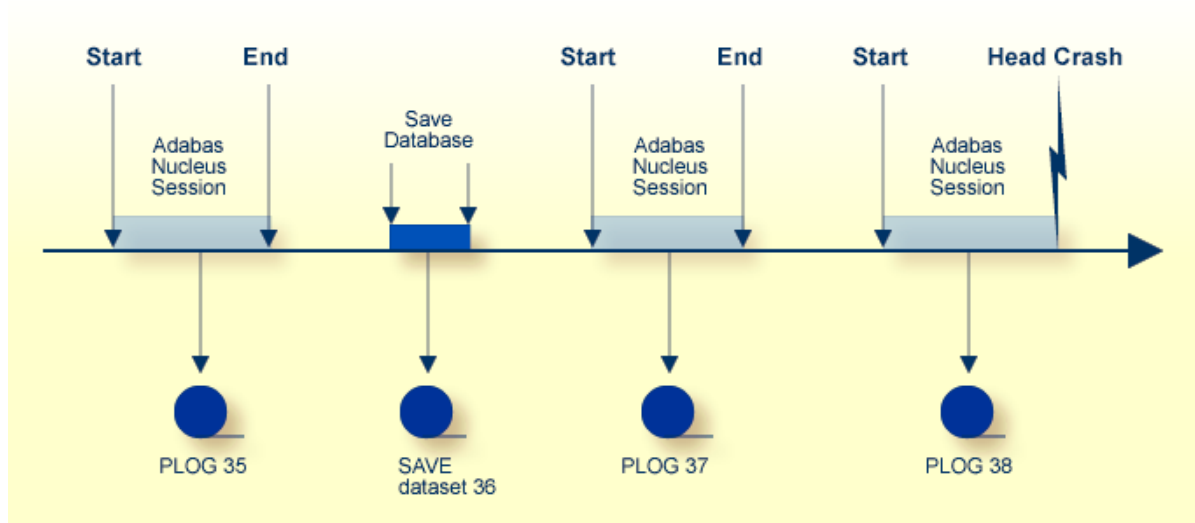 Start
End
Start
End
Start
Head Crash
Adabas
Nucleus
Session
Save
Database
Adabas
Nucleus
Session
Adabas
Nucleus
Session
PLOG 35
SAVE
dataset 36
PLOG 37
PLOG 38